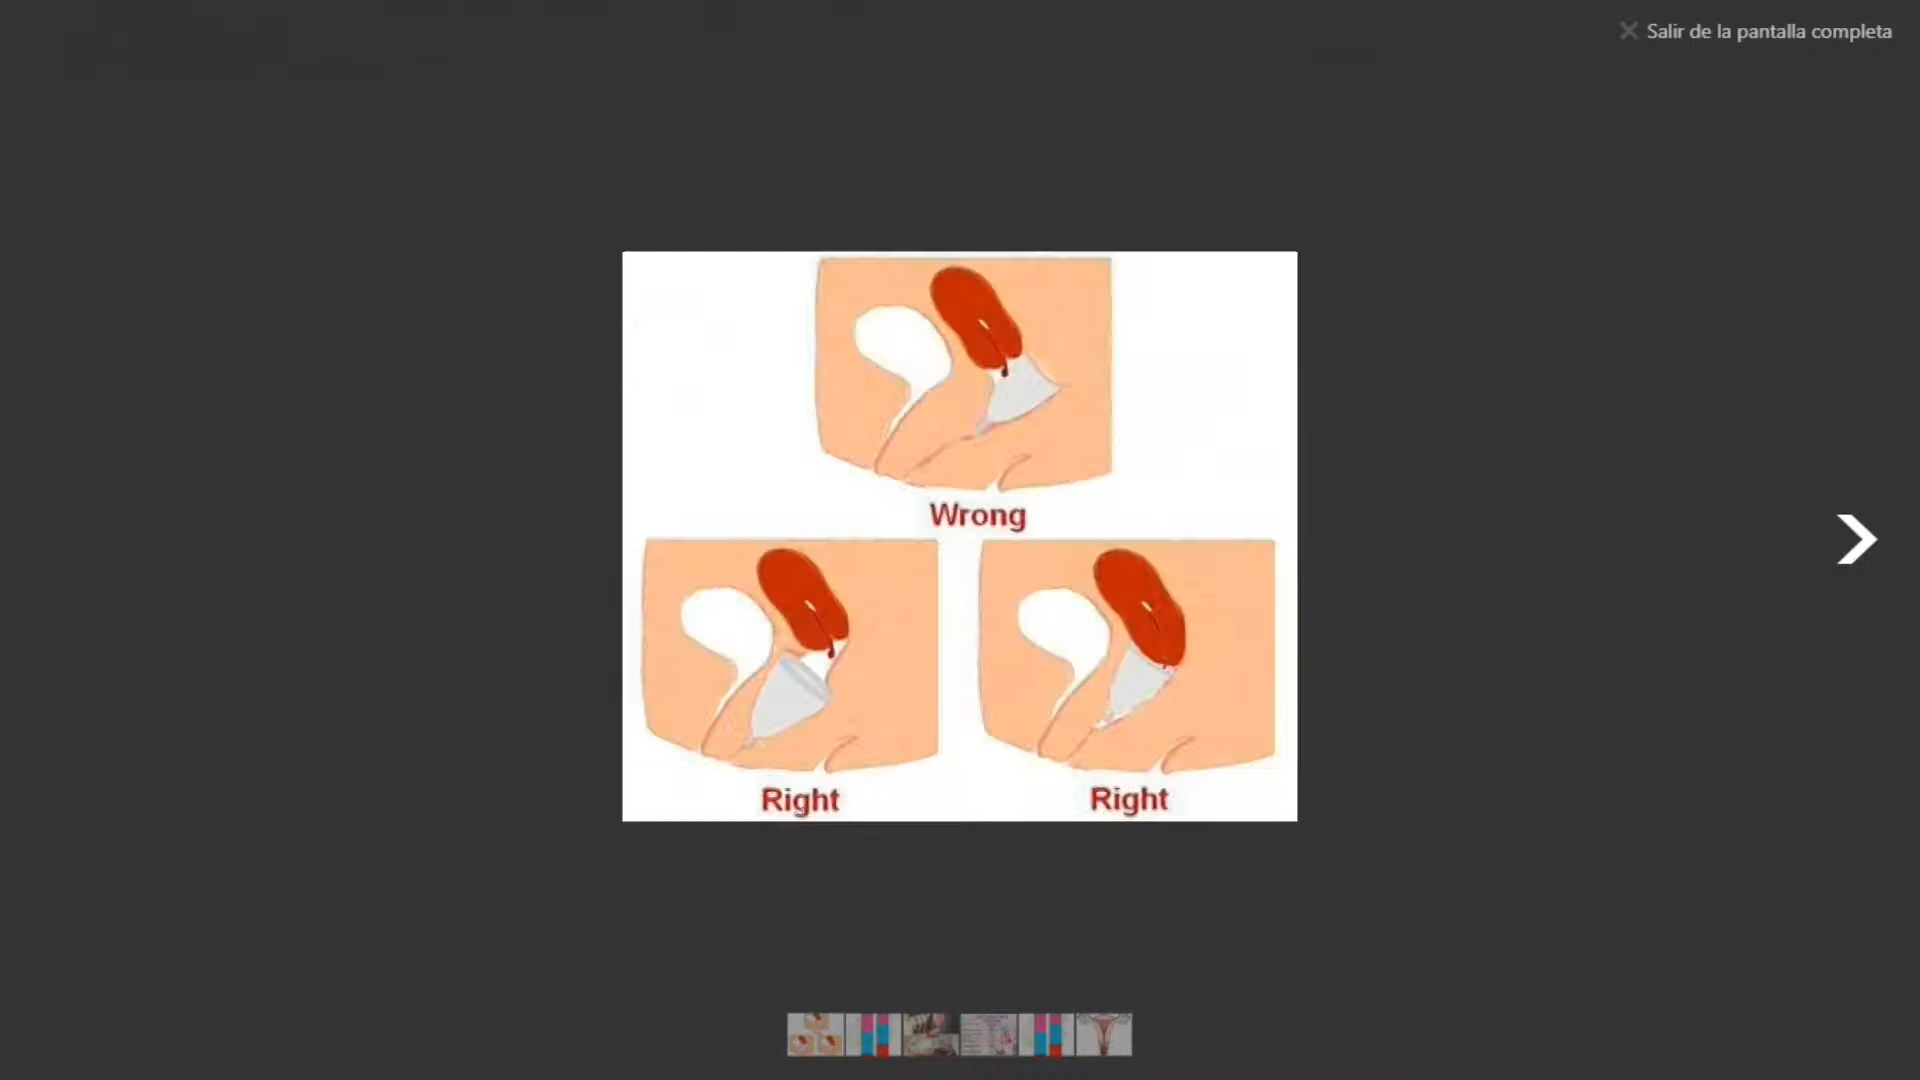 Salir de la pantalla completa
Wrong
Right
Right